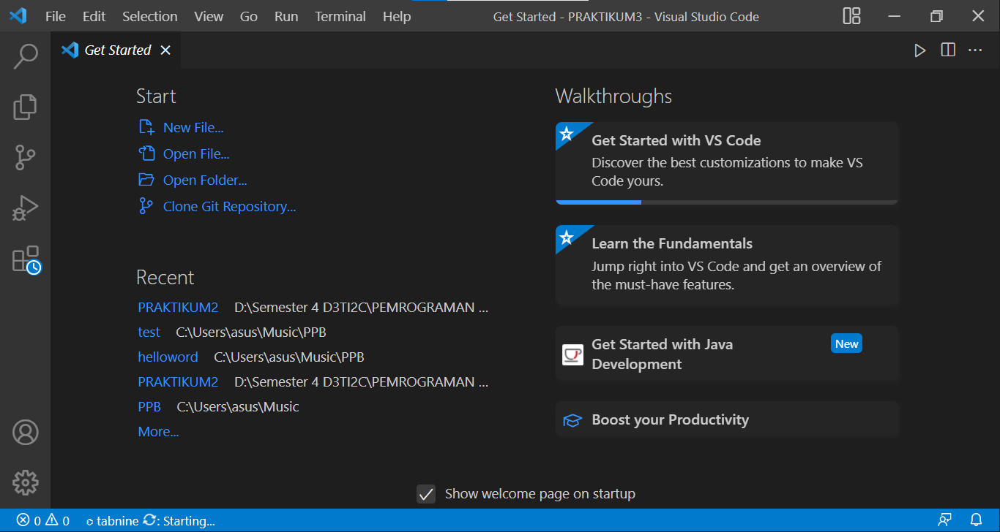 File Edit Selection View Go Run Terminal Help Get Started - PRAKTIKUM3 - Visual Studio Code
Get Started
Start
New File...
Open File...
Open Folder...
Clone Git Repository...
Recent
PRAKTIKUM2 D:\Semester 4 D3TI2C\PEMROGRAMAN ...
test C:\Users\asus\Music\PPB
helloword C:\Users\asus\Music\PPB
PRAKTIKUM2 D:\Semester 4 D3TI2C\PEMROGRAMAN ...
PPB C:\Users\asus\Music
More...
Walkthroughs
Get Started with VS Code
Discover the best customizations to make VS
Code yours.
Learn the Fundamentals
Jump right into VS Code and get an overview of
the must-have features.
Get Started with Java
Development
New
Boost your Productivity
Show welcome page on startup
0 0 tabnine : Starting...